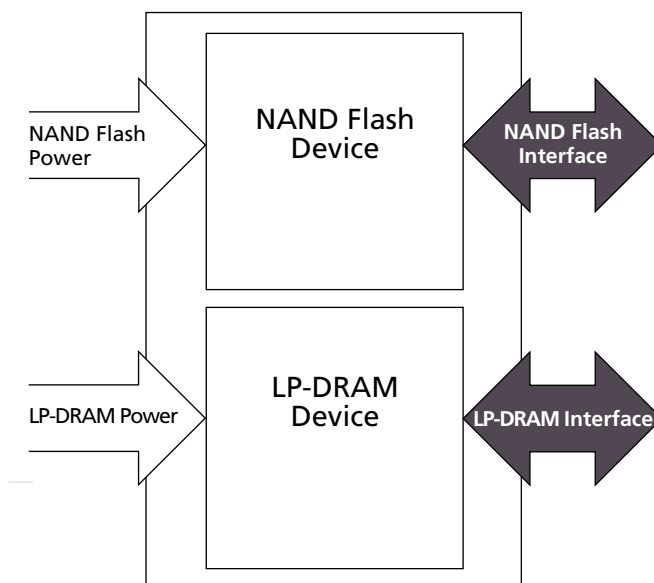 NAND Flash
Device
NAND Flash
Power
NAND Flash
Interface
LP-DRAM
Device
LP-DRAM Power
LP-DRAM Interface